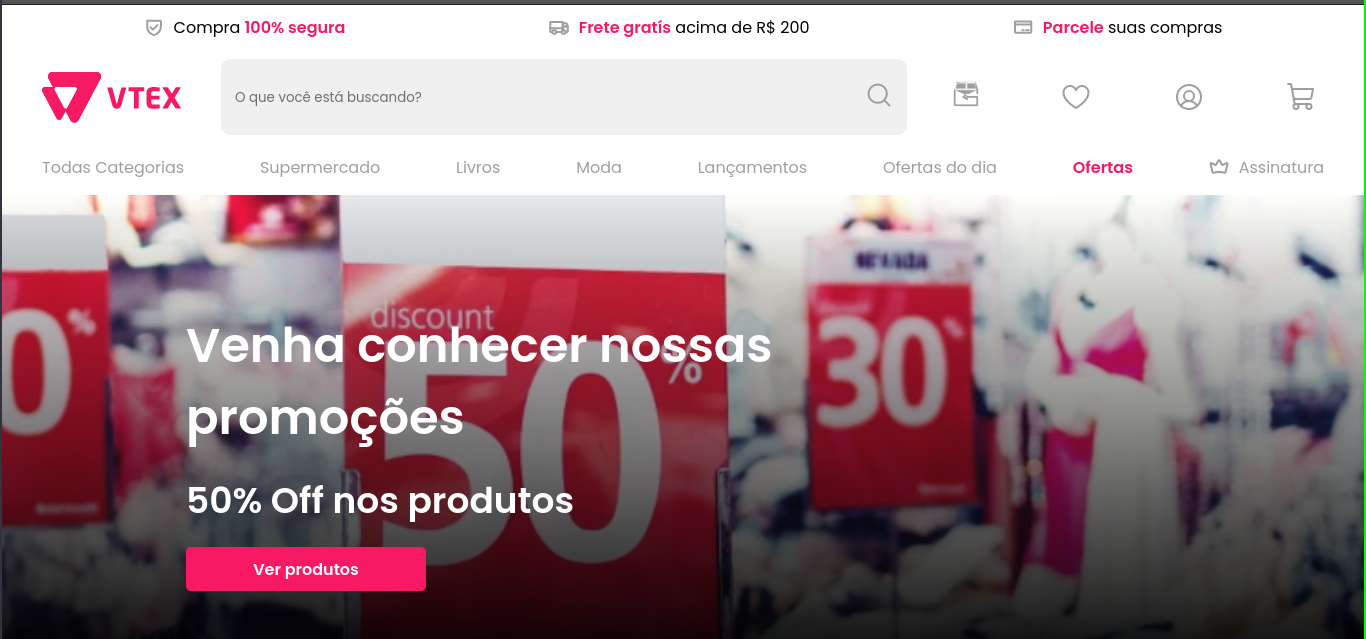 Compra 100% segura
Frete gratís acima de R$ 200
Parcele suas compras
VTEX
O que você está buscando?
Todas Categorias
Supermercado
Livros
Moda
Lançamentos
Ofertas do dia
Ofertas
Assinatura
0%
discount
50%
30%
Venha conhecer nossas
promoções
50% Off nos produtos
Ver produtos